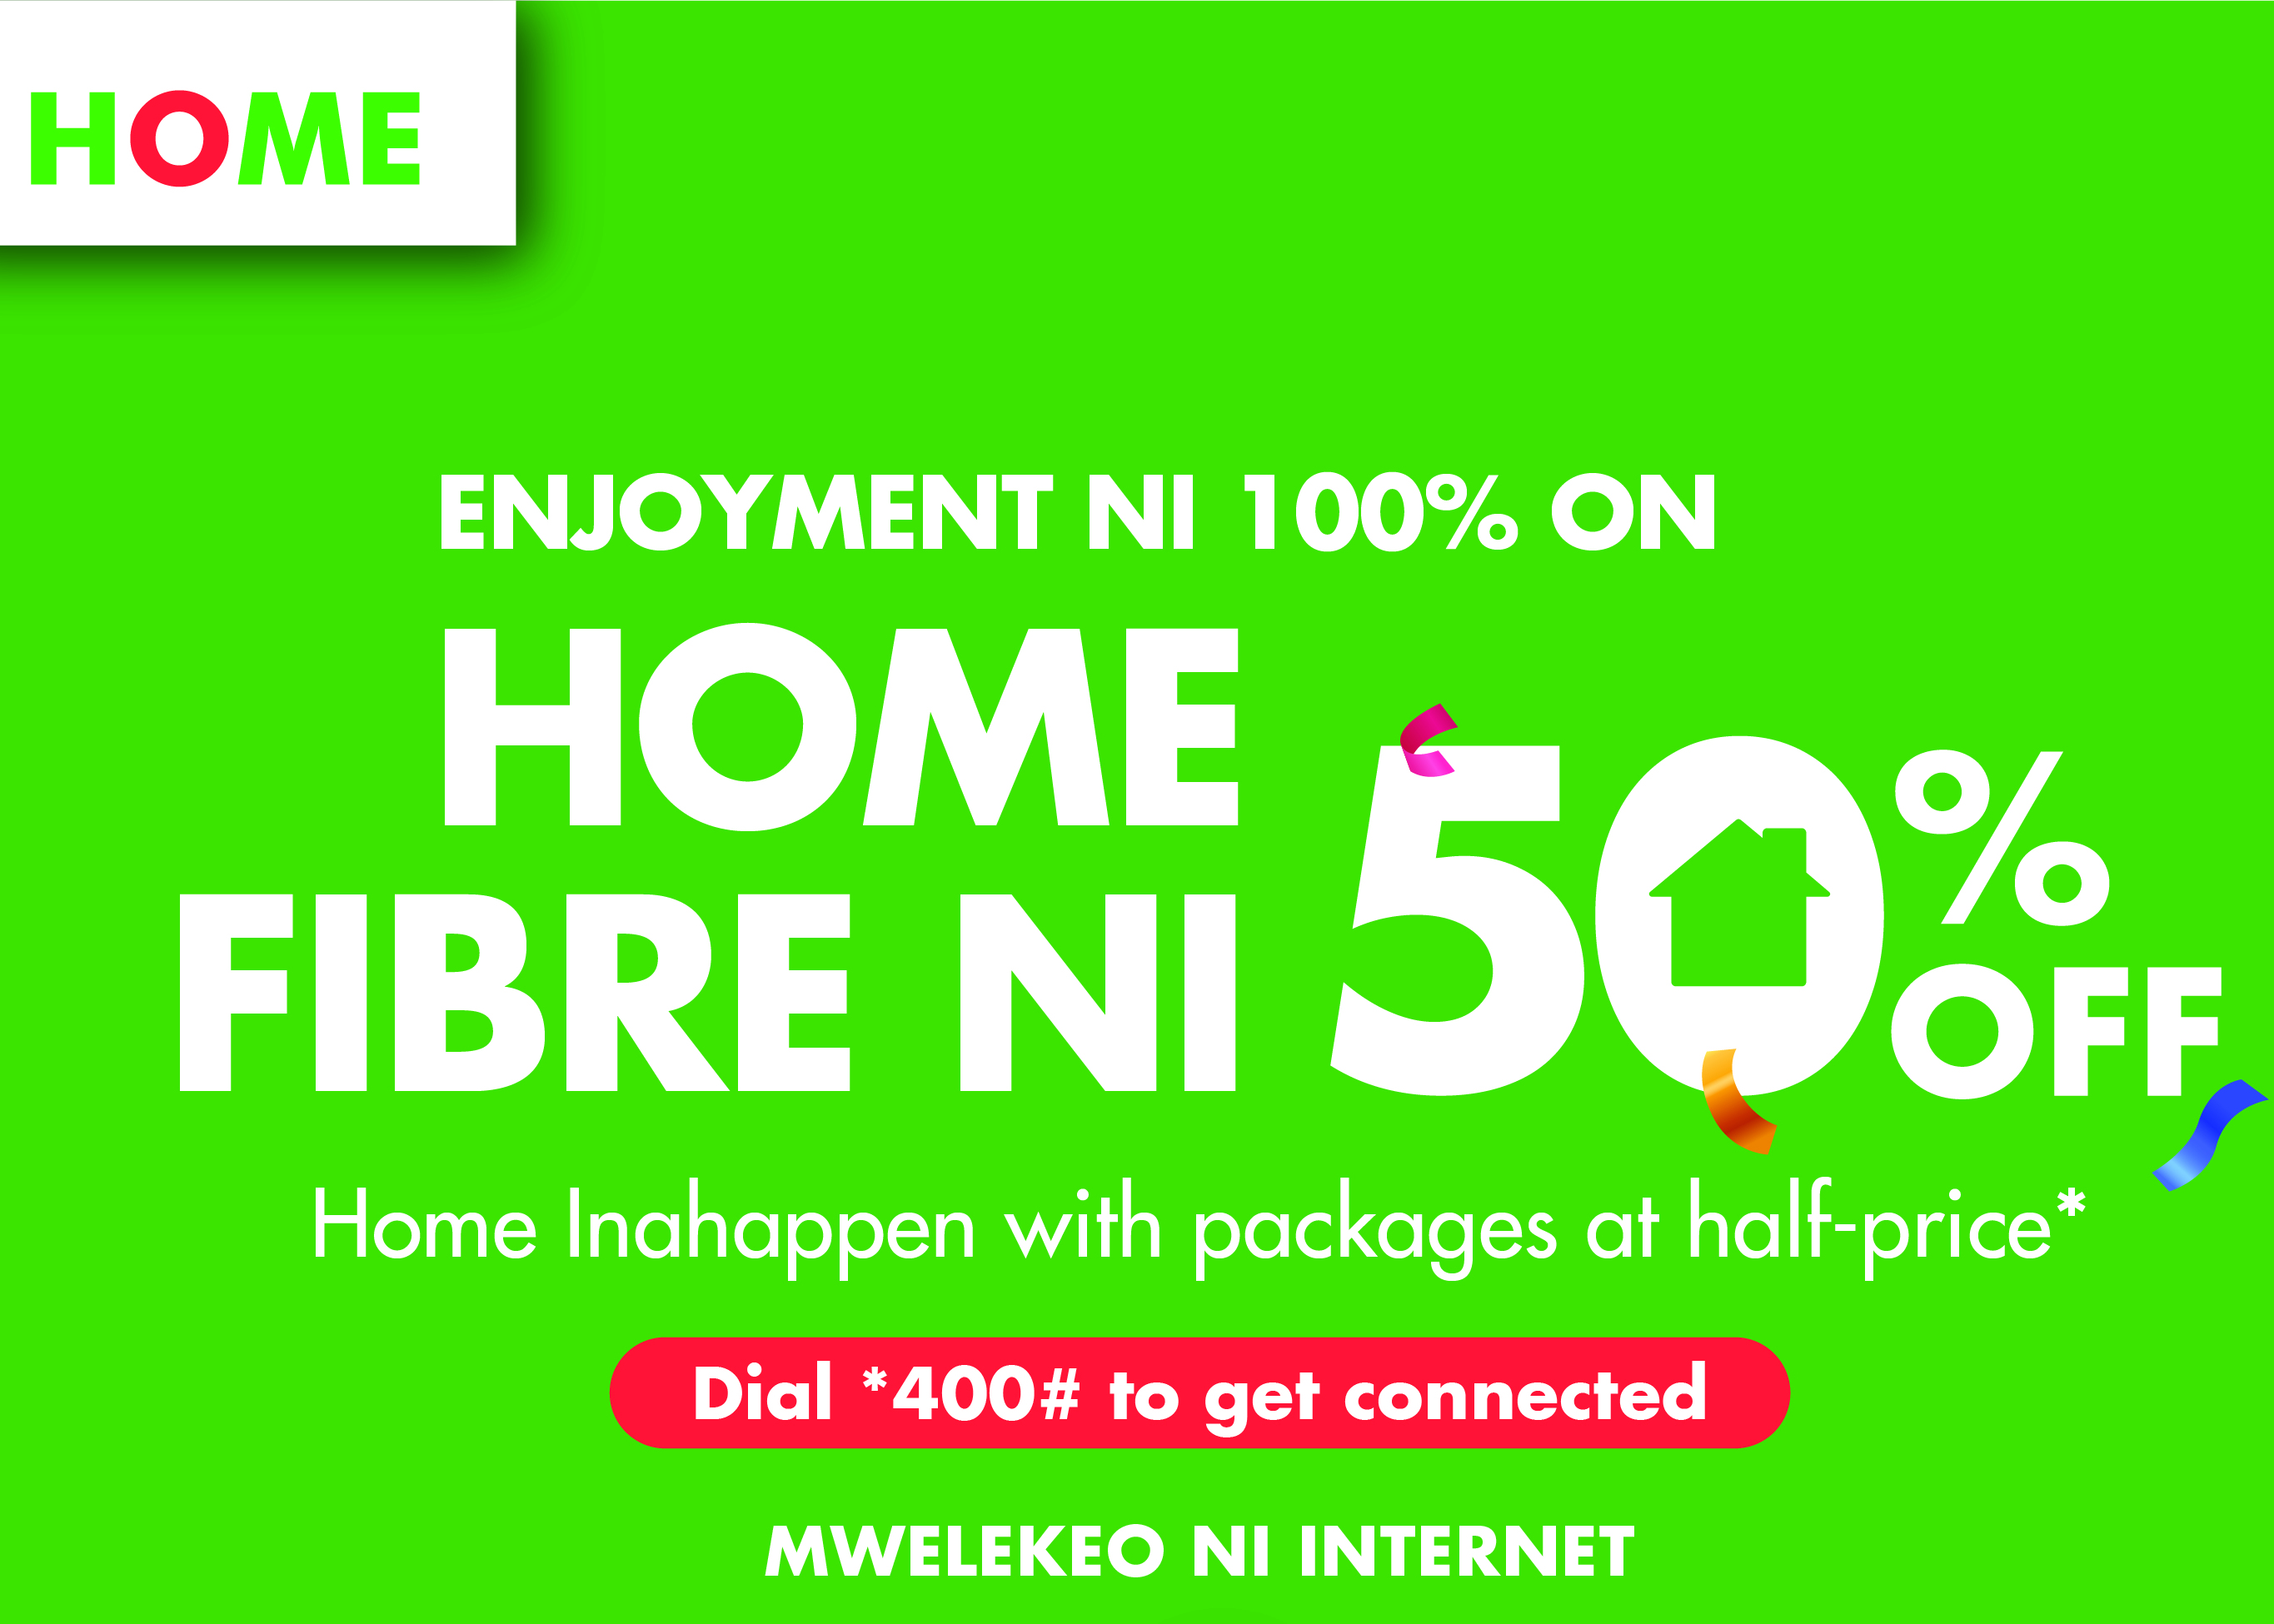 HOME
ENJOYMENT NI 100% ON
HOME
FIBRE NI 50% OFF
Home Inahappen with packages at half-price*
Dial *400# to get connected
MWELEKEO NI INTERNET